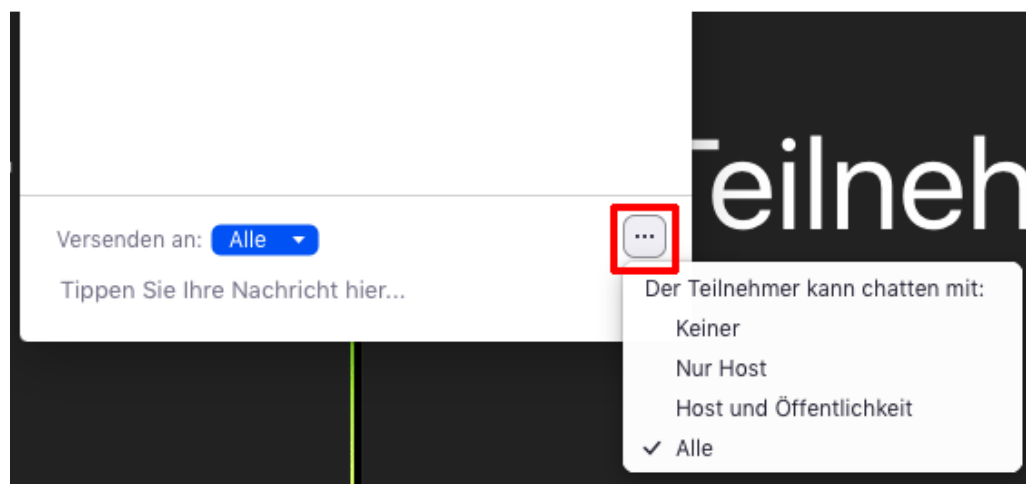 Teilneh
Versenden an: Alle
...
Tippen Sie Ihre Nachricht hier...
Der Teilnehmer kann chatten mit:
Keiner
Nur Host
Host und Öffentlichkeit
Alle